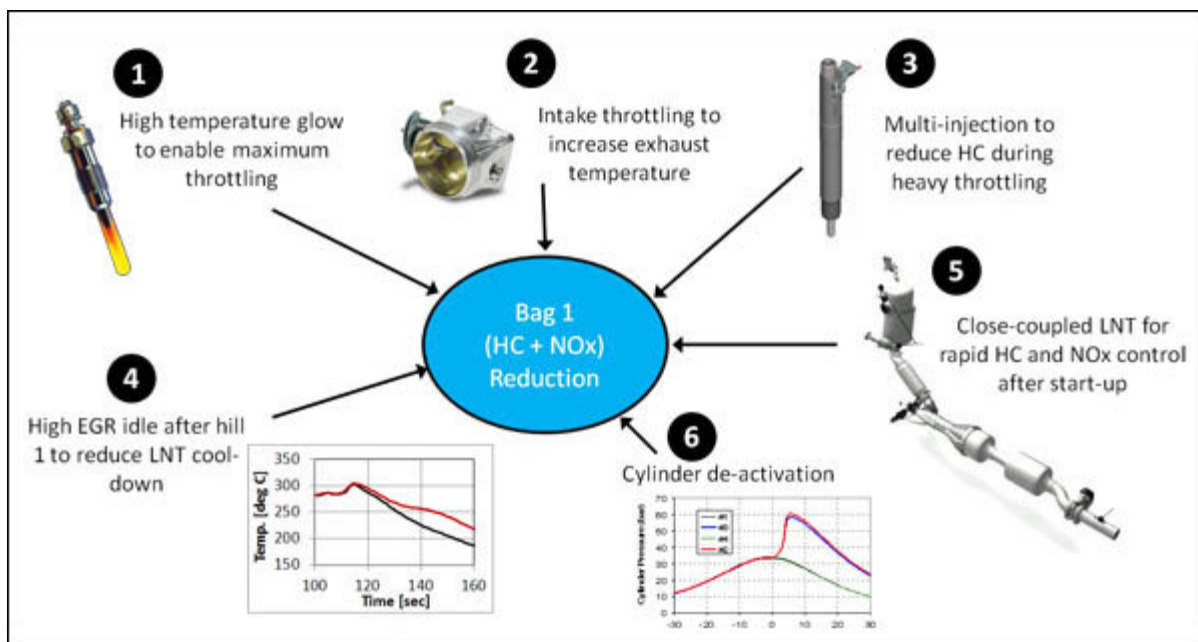 1
High temperature glow
to enable maximum
throttling
2
Intake throttling to
increase exhaust
temperature
3
Multi-injection to
reduce HC during
heavy throttling
Bag 1
(HC + NOx)
Reduction
5
Close-coupled LNT for
rapid HC and NOx control
after start-up
4
High EGR idle after hill
1 to reduce LNT cool-
down
350
300
250
200
150
Temp. [deg C]
100 120 140 160
Time [sec]
6
Cylinder de-activation
70
60
50
40
30
20
10
0
Cylinder Pressure (bar)
-30 -20 -10 0 10 20 30